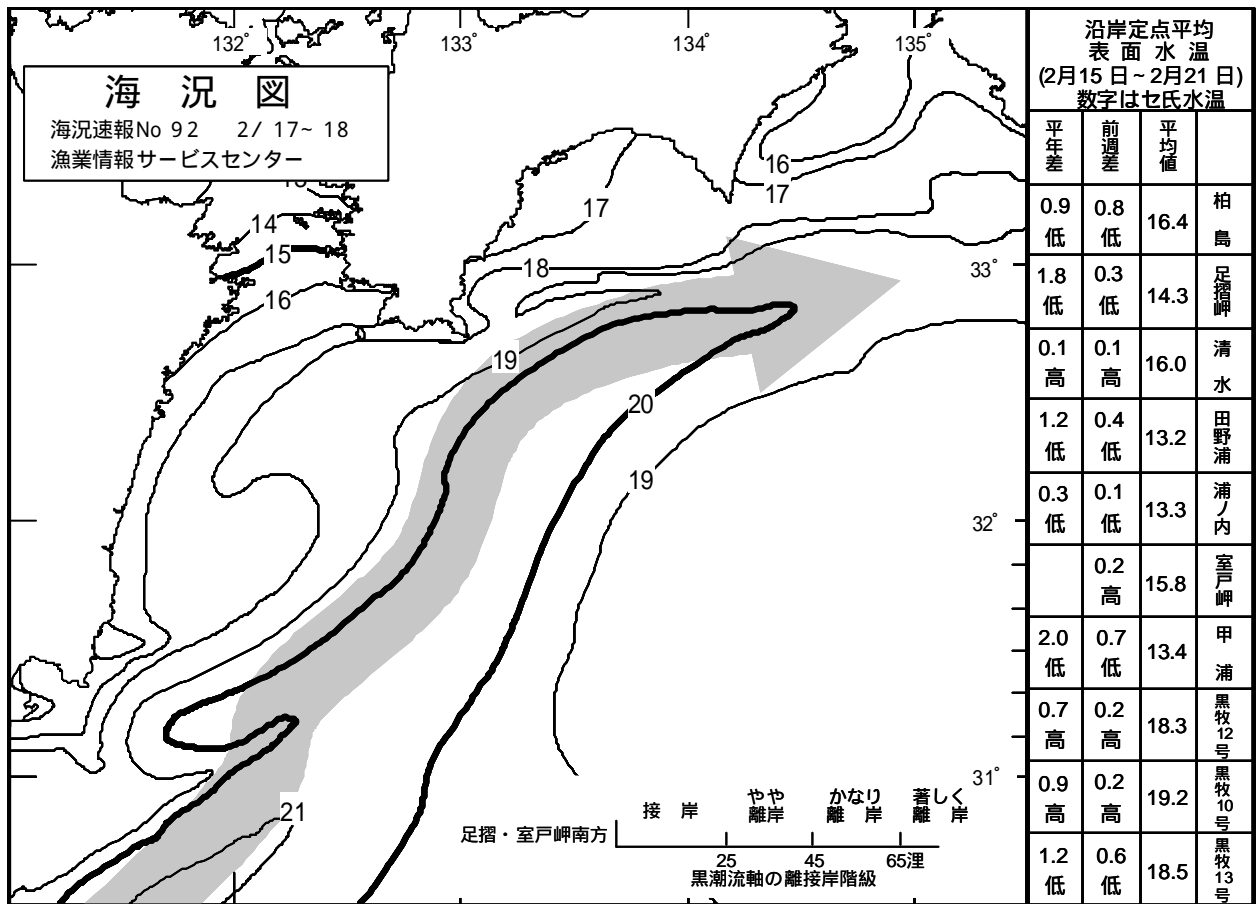 132°
133°
134°
135°
海況図
海況速報No 92 2/ 17~ 18
漁業情報サービスセンター
16
17
17
14
15
16
18
19
20
19
21
33°
32°
31°
足摺・室戸岬南方
接岸
やや離岸
かなり離岸
著しく離岸
25
45
65浬
黒潮流軸の離接岸階級
沿岸定点平均
表面水温
(2月15日~2月21日)
数字はセ氏水温
平年差 前週差 平均値
0.9低 0.8低 16.4 柏島
1.8低 0.3低 14.3 足摺岬
0.1高 0.1高 16.0 清水
1.2低 0.4低 13.2 田野浦
0.3低 0.1低 13.3 浦ノ内
0.2高 15.8 室戸岬
2.0低 0.7低 13.4 甲浦
0.7高 0.2高 18.3 黒牧12号
0.9高 0.2高 19.2 黒牧10号
1.2低 0.6低 18.5 黒牧13号